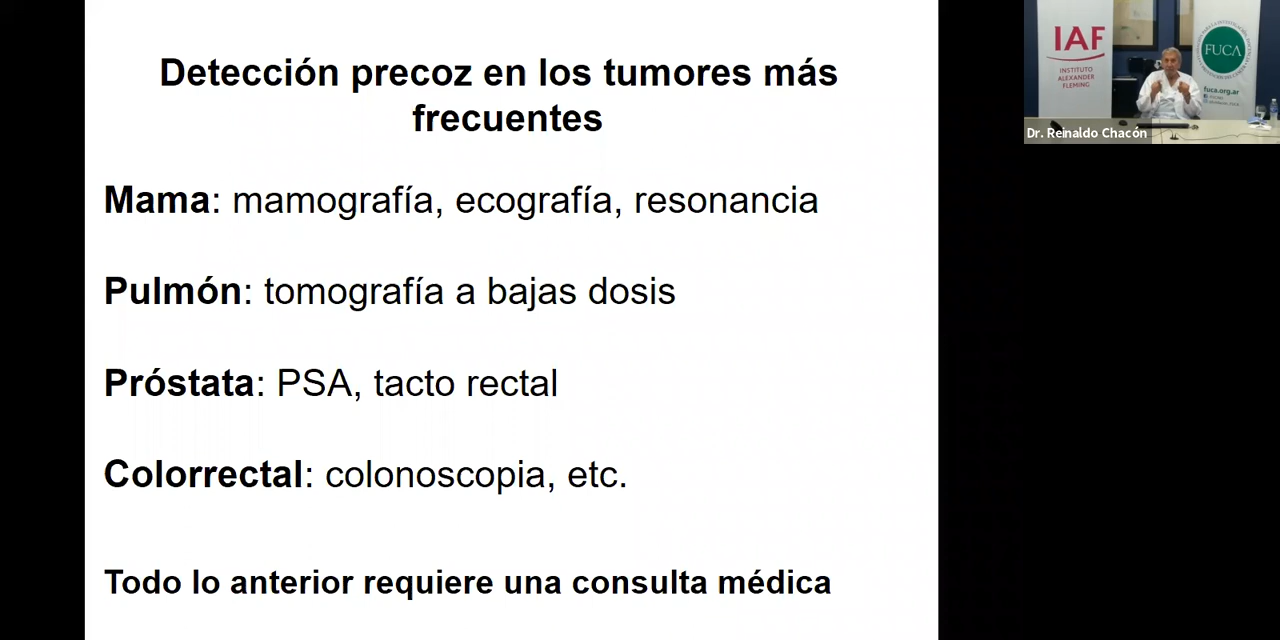 Detección precoz en los tumores más
frecuentes
Mama: mamografía, ecografía, resonancia
Pulmón: tomografía a bajas dosis
Próstata: PSA, tacto rectal
Colorrectal: colonoscopia, etc.
Todo lo anterior requiere una consulta médica
IAF
INSTITUTO
ALEXANDER
FLEMING
FUCA
fuca.org.ar
Dr. Reinaldo Chacón